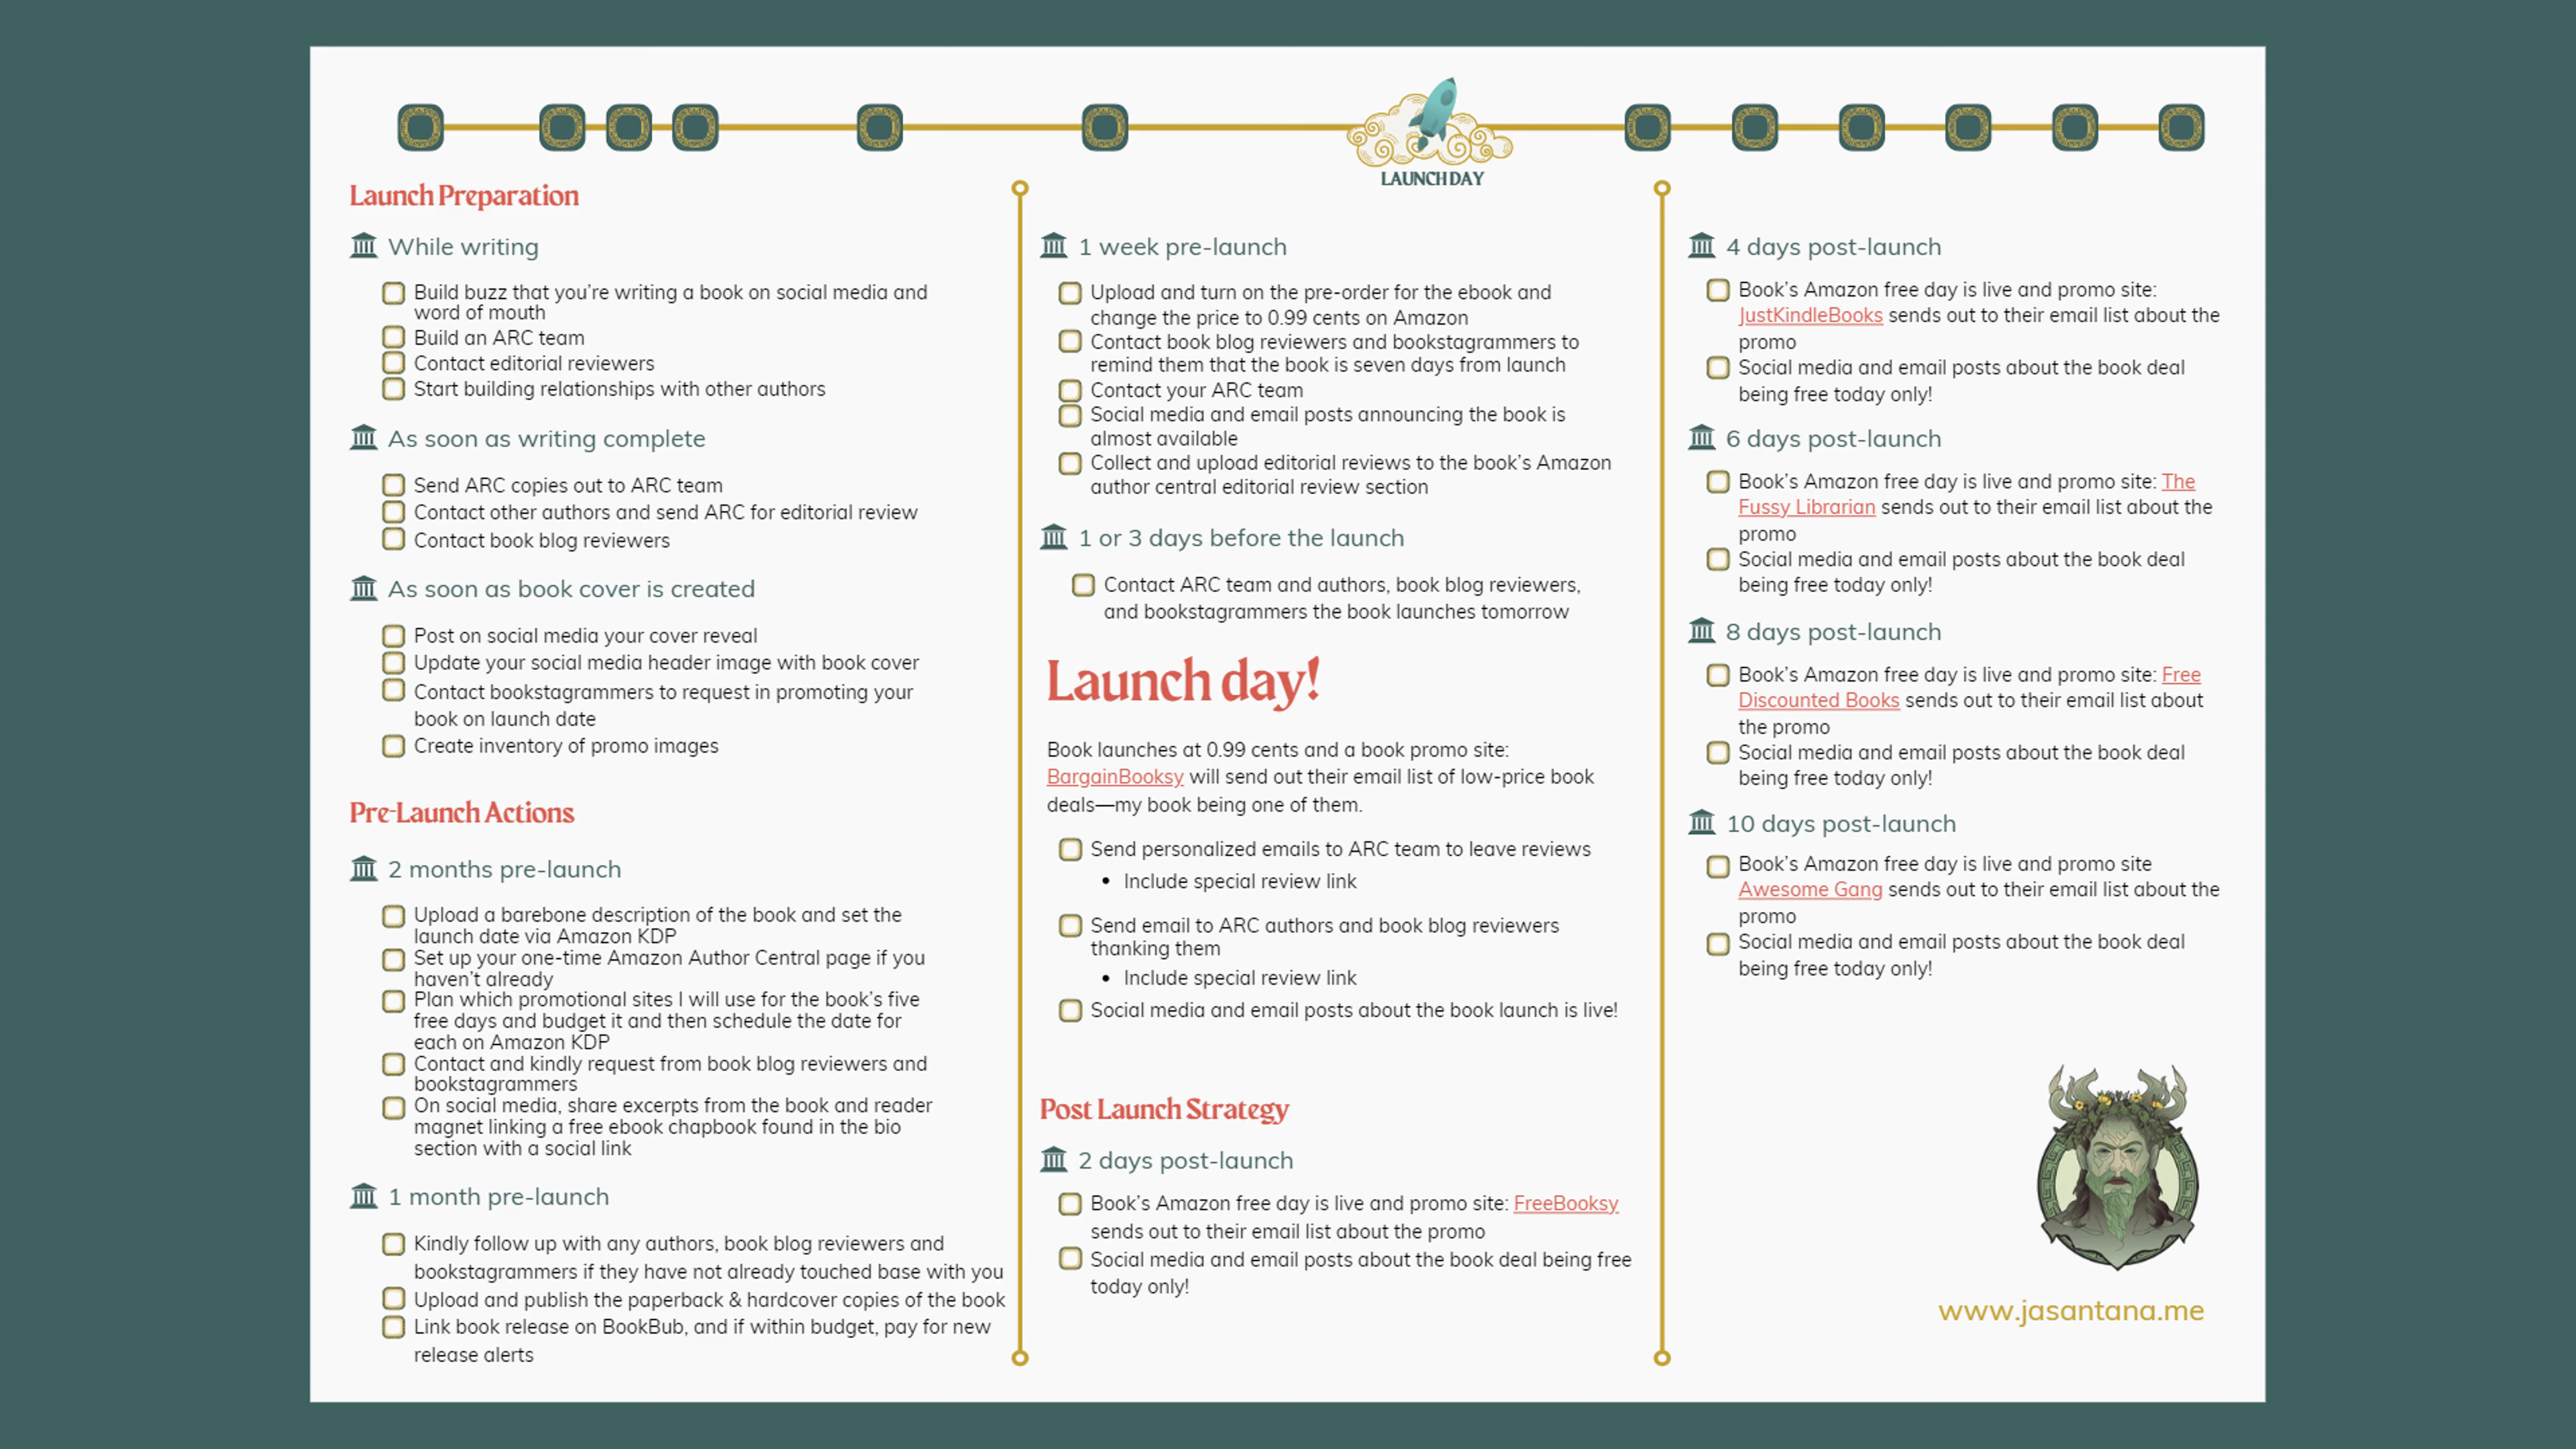 LAUNCH DAY
Launch Preparation
While writing
Build buzz that you're writing a book on social media and
word of mouth
Build an ARC team
Contact editorial reviewers
Start building relationships with other authors
As soon as writing complete
Send ARC copies out to ARC team
Contact other authors and send ARC for editorial review
Contact book blog reviewers
As soon as book cover is created
Post on social media your cover reveal
Update your social media header image with book cover
Contact bookstagrammers to request in promoting your
book on launch date
Create inventory of promo images
Pre-Launch Actions
2 months pre-launch
Upload a barebone description of the book and set the
launch date via Amazon KDP
Set up your one-time Amazon Author Central page if you
haven't already
Plan which promotional sites I will use for the book's five
free days and budget it and then schedule the date for
each on Amazon KDP
Contact and kindly request from book blog reviewers and
bookstagrammers
On social media, share excerpts from the book and reader
magnet linking a free ebook chapbook found in the bio
section with a social link
1 month pre-launch
Kindly follow up with any authors, book blog reviewers and
bookstagrammers if they have not already touched base with you
Upload and publish the paperback & hardcover copies of the book
Link book release on BookBub, and if within budget, pay for new
release alerts
1 week pre-launch
Upload and turn on the pre-order for the ebook and
change the price to 0.99 cents on Amazon
Contact book blog reviewers and bookstagrammers to
remind them that the book is seven days from launch
Contact your ARC team
Social media and email posts announcing the book is
almost available
Collect and upload editorial reviews to the book's Amazon
author central editorial review section
1 or 3 days before the launch
Contact ARC team and authors, book blog reviewers,
and bookstagrammers the book launches tomorrow
Launch day!
Book launches at 0.99 cents and a book promo site:
BargainBooksy will send out their email list of low-price book
deals—my book being one of them.
Send personalized emails to ARC team to leave reviews
• Include special review link
Send email to ARC authors and book blog reviewers
thanking them
• Include special review link
Social media and email posts about the book launch is live!
Post Launch Strategy
2 days post-launch
Book's Amazon free day is live and promo site: FreeBooksy
sends out to their email list about the promo
Social media and email posts about the book deal being free
today only!
4 days post-launch
Book's Amazon free day is live and promo site:
JustKindleBooks sends out to their email list about the
promo
Social media and email posts about the book deal
being free today only!
6 days post-launch
Book's Amazon free day is live and promo site: The
Fussy Librarian sends out to their email list about the
promo
Social media and email posts about the book deal
being free today only!
8 days post-launch
Book's Amazon free day is live and promo site: Free
Discounted Books sends out to their email list about
the promo
Social media and email posts about the book deal
being free today only!
10 days post-launch
Book's Amazon free day is live and promo site
Awesome Gang sends out to their email list about the
promo
Social media and email posts about the book deal
being free today only!
www.jasantana.me